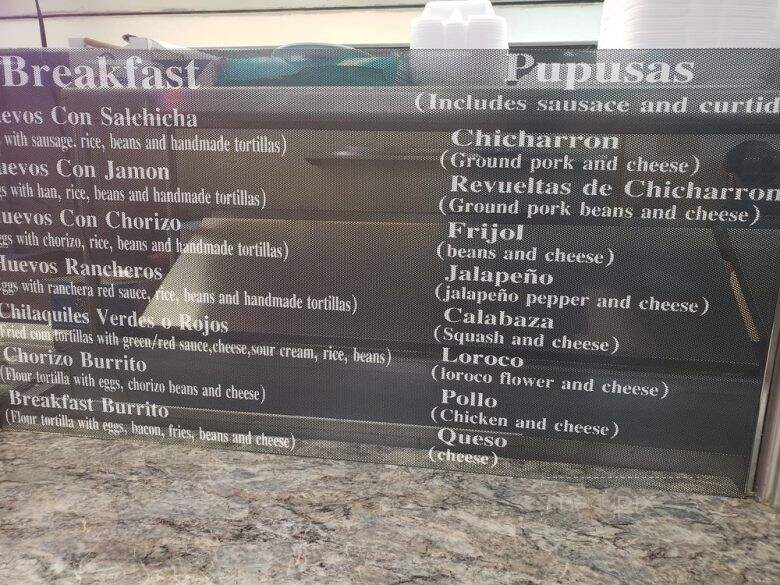 Breakfast
evos Con Salchicha
with sausage. rice, beans and handmade tortillas)
uevos Con Jamon
s with han, rice, beans and handmade tortillas)
uevos Con Chorizo
gs with chorizo, rice, beans and handmade tortillas)
Huevos Rancheros
ggs with ranchera red sauce, rice, beans and handmade tortillas)
Chilaquiles Verdes o Rojos
Fried corn tortillas with green/red sauce,cheese,sour cream, rice, beans)
Chorizo Burrito
(Flour tortilla with eggs, chorizo beans and cheese)
Breakfast Burrito
(Flour tortilla with eggs, bacon, fries, beans and cheese)
Pupusas
(Includes sausace and curtid
Chicharron
(Ground pork and cheese)
Revueltas de Chicharron
(Ground pork beans and cheese)
Frijol
(beans and cheese)
Jalapeño
(jalapeño pepper and cheese)
Calabaza
(Squash and cheese)
Loroco
(loroco flower and cheese)
Pollo
(Chicken and cheese)
Queso
(cheese)